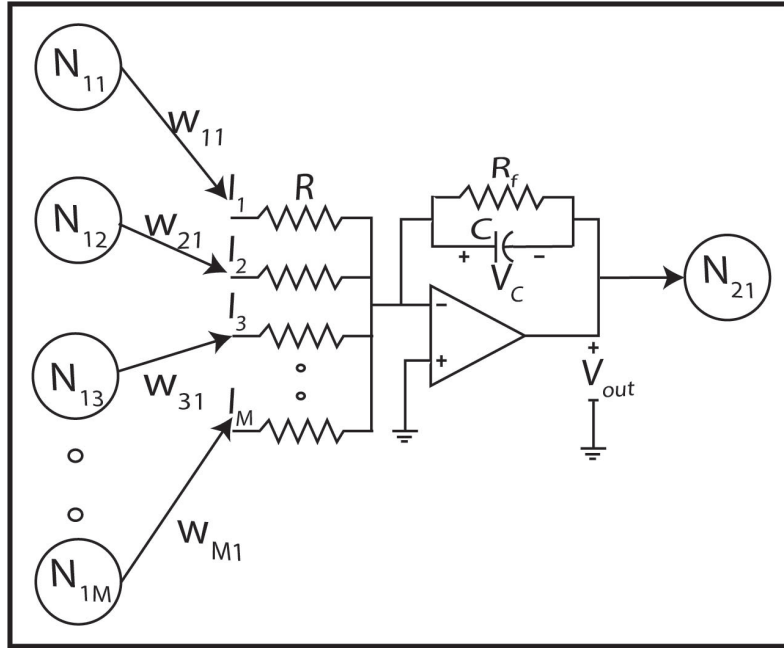 N11
W11
I1
R
N12
W21
I2
Rf
C
+ −
VC
N21
I3
−
+
N13
W31
IM
+
Vout
−
N1M
WM1